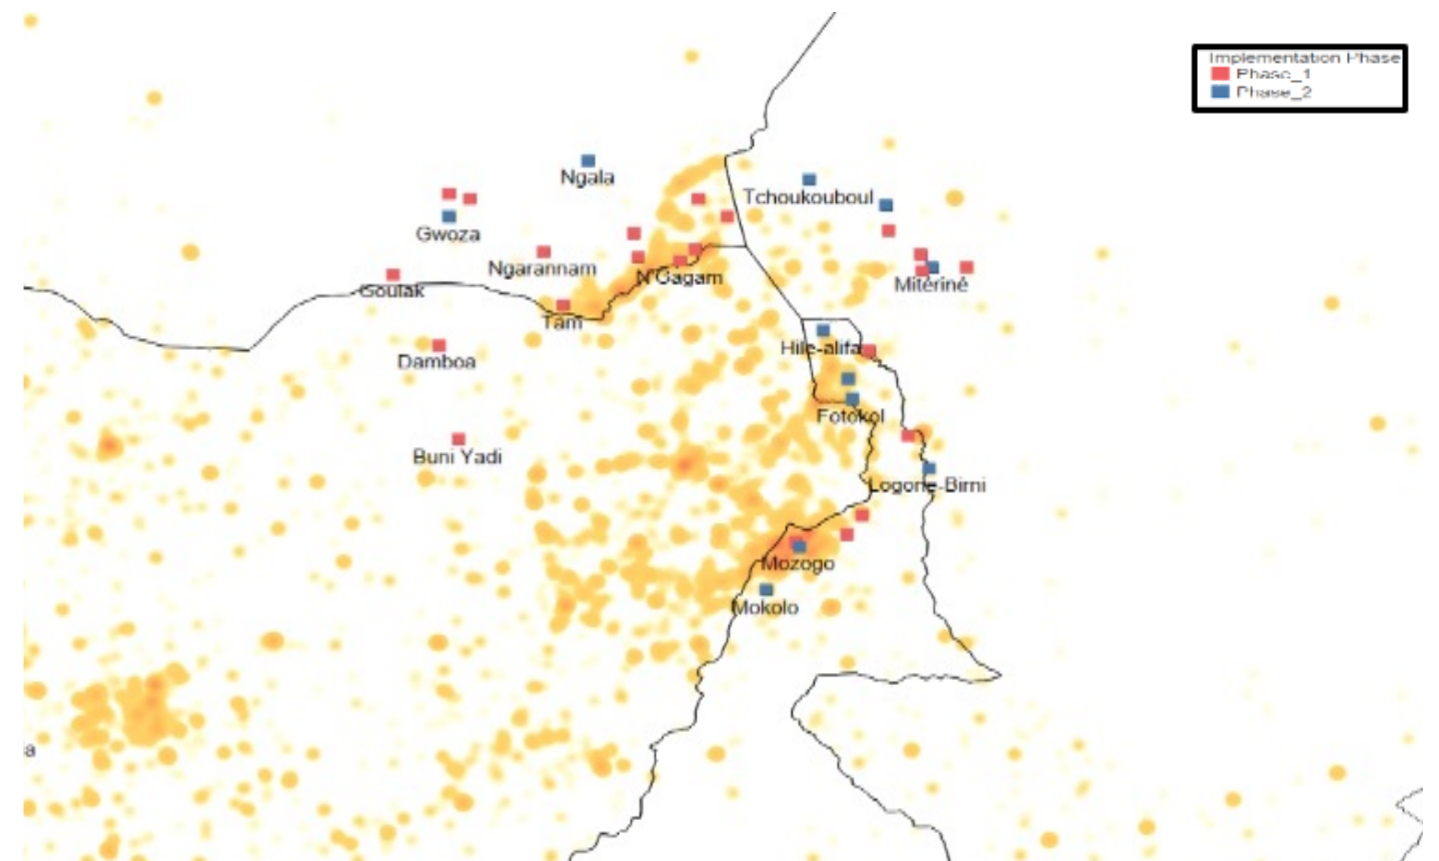 Implementation Phase
Phase_1
Phase_2
Ngala
Tchoukouboul
Gwoza
Ngarannam
N'Gagam
Mitériné
Goulak
Tam
Hile-alifa
Damboa
Fotokol
Buni Yadi
Logone-Birni
Mozogo
Mokolo
a